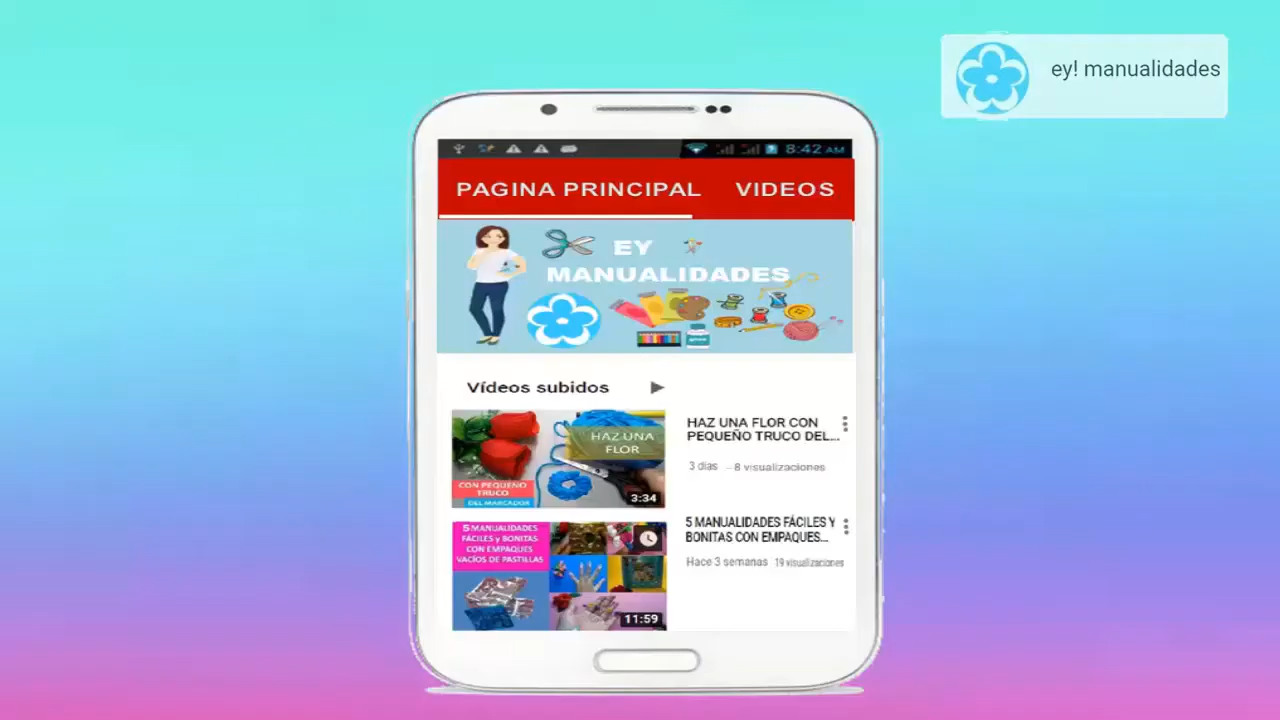 ey! manualidades
8:42 AM
PAGINA PRINCIPAL VIDEOS
EY
MANUALIDADES
Vídeos subidos
HAZ UNA
FLOR
CON PEQUEÑO
TRUCO
DEL MARCADOR
3:34
HAZ UNA FLOR CON
PEQUEÑO TRUCO DEL...
3 días – 8 visualizaciones
5 MANUALIDADES
FÁCILES y BONITAS
CON EMPAQUES
VACÍOS DE PASTILLAS
11:59
5 MANUALIDADES FÁCILES Y
BONITAS CON EMPAQUES...
Hace 3 semanas 19 visualizaciones